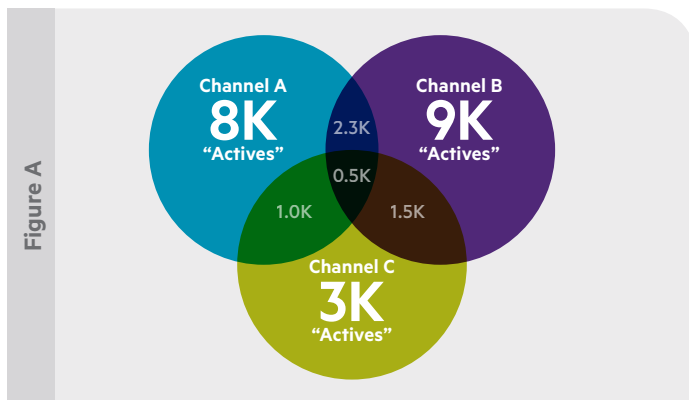 Figure A
Channel A
8K
“Actives”
Channel B
9K
“Actives”
2.3K
0.5K
1.0K
1.5K
Channel C
3K
“Actives”